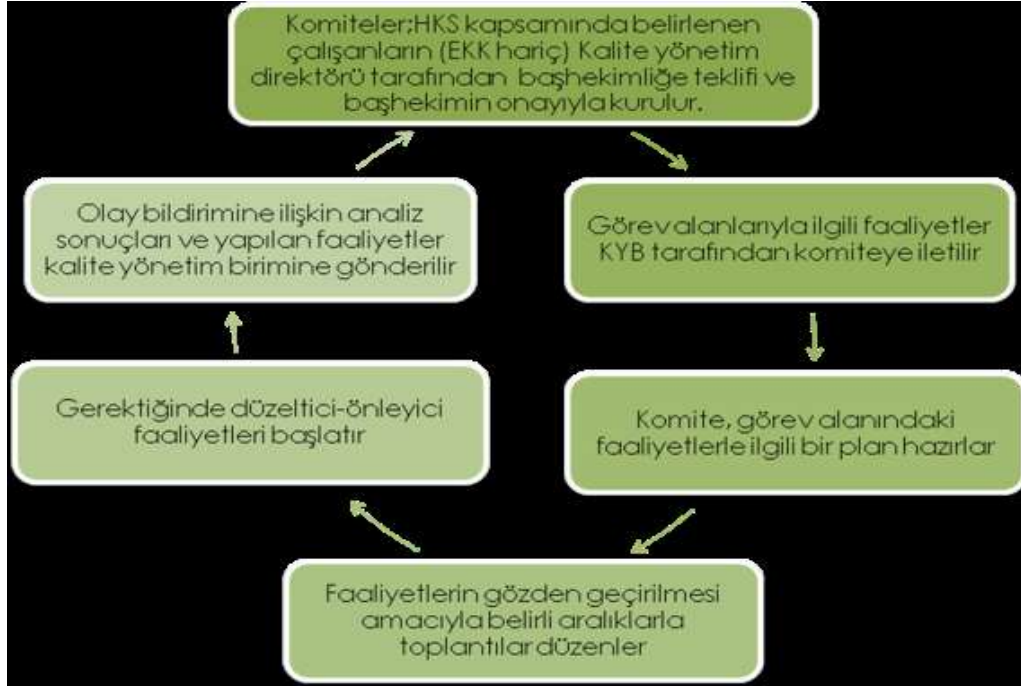 Komiteler;HKS kapsamında belirlenen
çalışanların (EKK hariç) Kalite yönetim
direktörü tarafından başhekimliğe teklifi ve
başhekimin onayıyla kurulur.
Görev alanlarıyla ilgili faaliyetler
KYB tarafından komiteye iletilir
Komite, görev alanındaki
faaliyetlerle ilgili bir plan hazırlar
Faaliyetlerin gözden geçirilmesi
amacıyla belirli aralıklarla
toplantılar düzenler
Gerektiğinde düzeltici-önleyici
faaliyetleri başlatır
Olay bildirimine ilişkin analiz
sonuçları ve yapılan faaliyetler
kalite yönetim birimine gönderilir